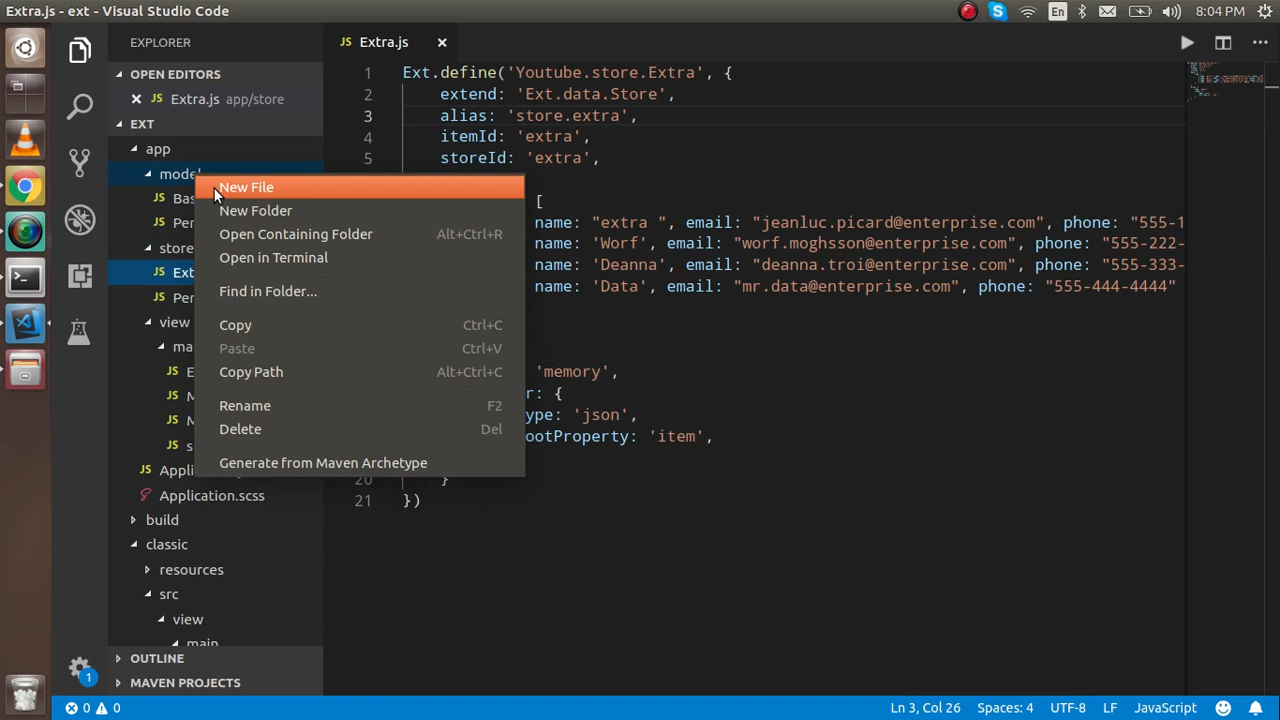 Extra.js - ext - Visual Studio Code
En
8:04 PM
EXPLORER
OPEN EDITORS
JS Extra.js app/store
EXT
app
model
JS Bas
JS Per
store
JS Ext
JS Per
view
ma
JS E
JS M
JS M
JS s
JS Appli
Application.scss
build
classic
resources
src
view
main
OUTLINE
MAVEN PROJECTS
1
New File
New Folder
Open Containing Folder Alt+Ctrl+R
Open in Terminal
Find in Folder...
Copy Ctrl+C
Paste Ctrl+V
Copy Path Alt+Ctrl+C
Rename F2
Delete Del
Generate from Maven Archetype
JS Extra.js
1 Ext.define('Youtube.store.Extra', {
2 extend: 'Ext.data.Store',
3 alias: 'store.extra',
4 itemId: 'extra',
5 storeId: 'extra',
[
name: "extra ", email: "jeanluc.picard@enterprise.com", phone: "555-1
name: 'Worf', email: "worf.moghsson@enterprise.com", phone: "555-222-
name: 'Deanna', email: "deanna.troi@enterprise.com", phone: "555-333-
name: 'Data', email: "mr.data@enterprise.com", phone: "555-444-4444"
'memory',
r: {
ype: 'json',
ootProperty: 'item',
20 }
21 })
0 0
Ln 3, Col 26 Spaces: 4 UTF-8 LF JavaScript